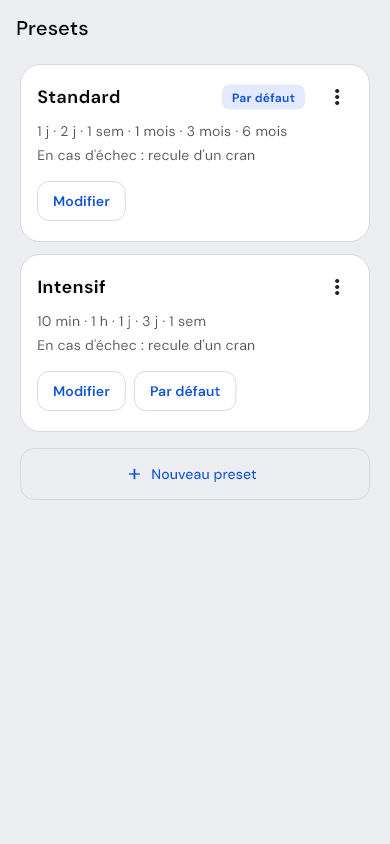 Presets
Standard
Par défaut
1 j · 2 j · 1 sem · 1 mois · 3 mois · 6 mois
En cas d'échec : recule d'un cran
Modifier
Intensif
10 min · 1 h · 1 j · 3 j · 1 sem
En cas d'échec : recule d'un cran
Modifier
Par défaut
+ Nouveau preset